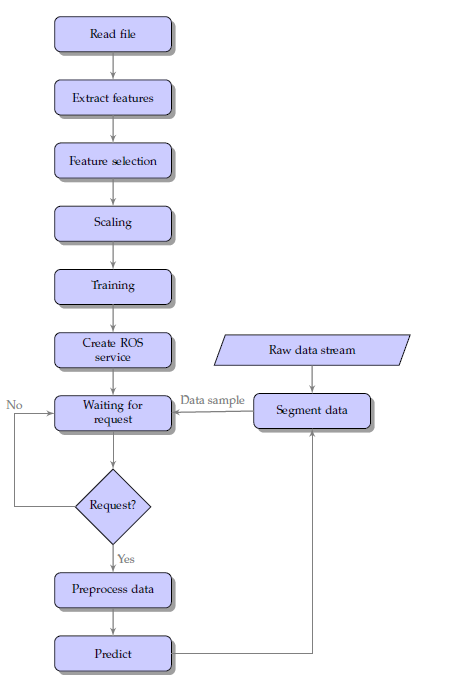 Read file
Extract features
Feature selection
Scaling
Training
Create ROS
service
Raw data stream
Waiting for
request
Data sample
Segment data
No
Request?
Yes
Preprocess data
Predict